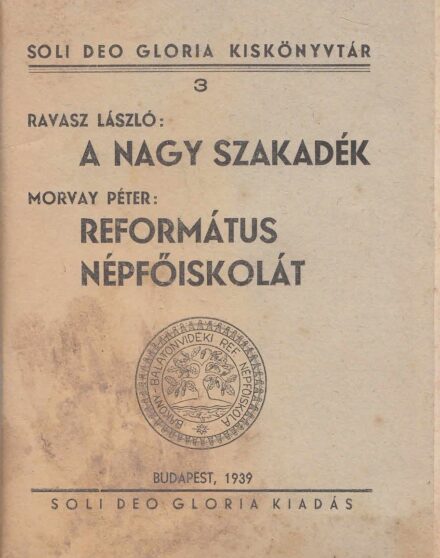 SOLI DEO GLORIA KISKÖNYVTÁR
3
RAVASZ LÁSZLÓ:
A NAGY SZAKADÉK
MORVAY PÉTER:
REFORMÁTUS
NÉPFŐISKOLÁT
BAKONY BALATONVIDÉKI REF. NÉPFŐISKOLA
BUDAPEST, 1939
SOLI DEO GLORIA KIADÁS